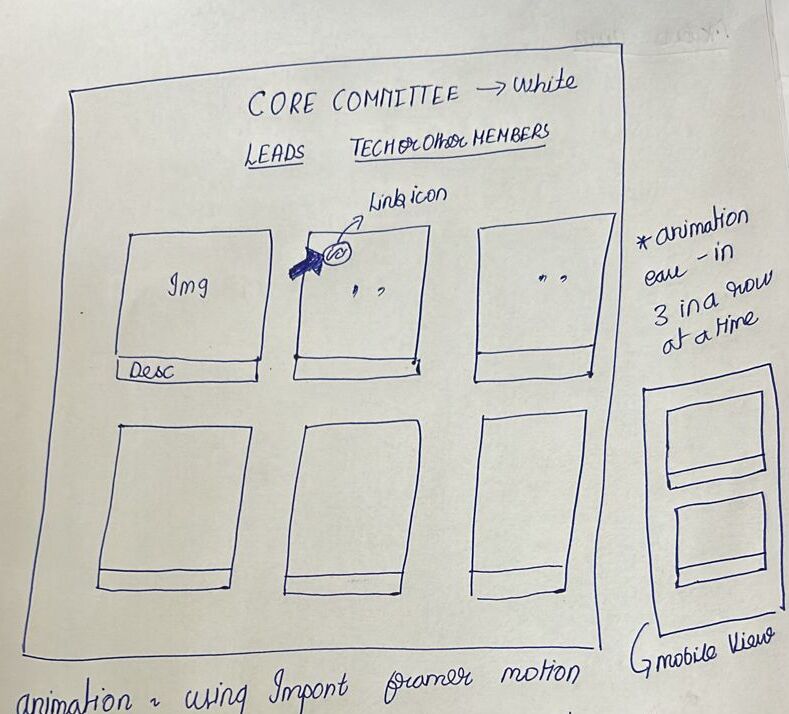 CORE COMMITTEE → White
LEADS TECH or Other MEMBERS
Link icon
Img
" "
" "
Desc
* animation
ease - in
3 in a row
at a time
mobile View
animation ~ using Import framer motion